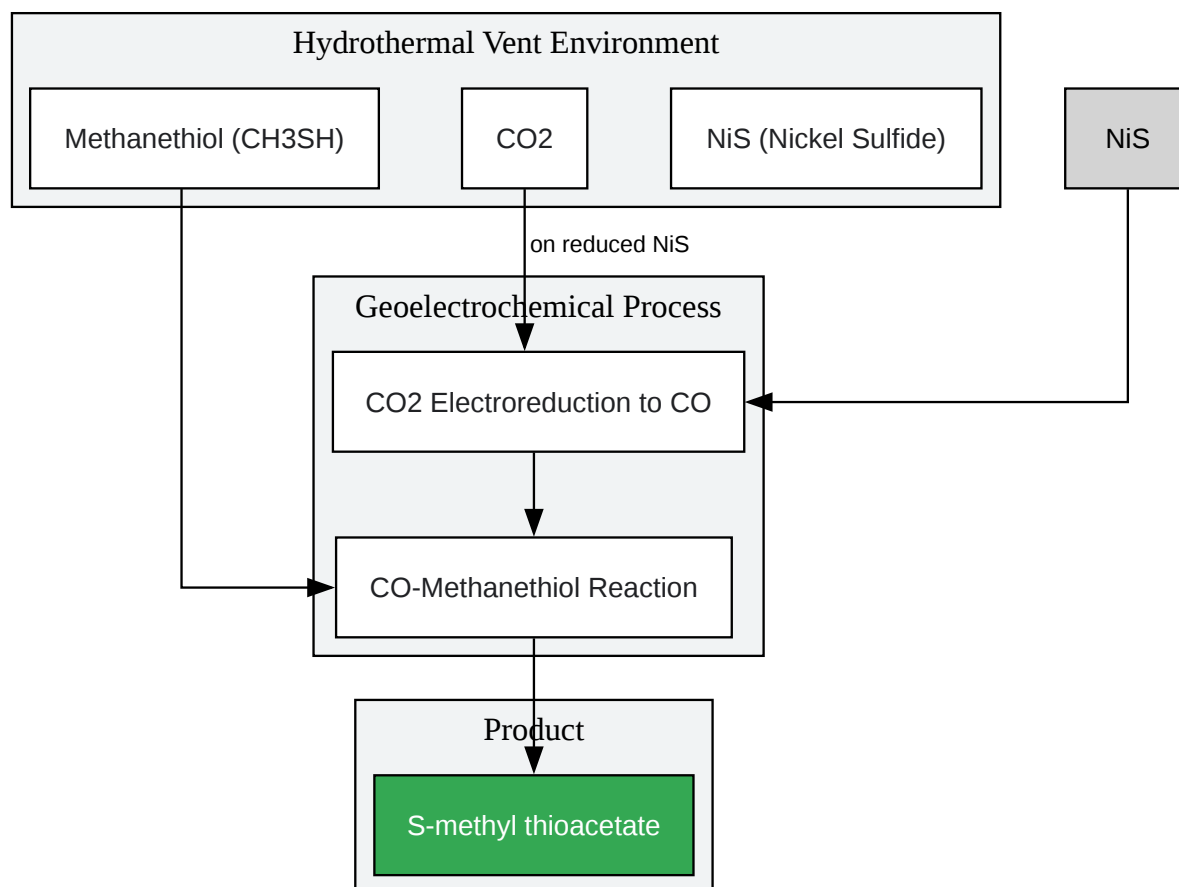 Hydrothermal Vent Environment
Methanethiol (CH3SH)
CO2
NiS (Nickel Sulfide)
NiS
on reduced NiS
Geoelectrochemical Process
CO2 Electroreduction to CO
CO-Methanethiol Reaction
Product
S-methyl thioacetate